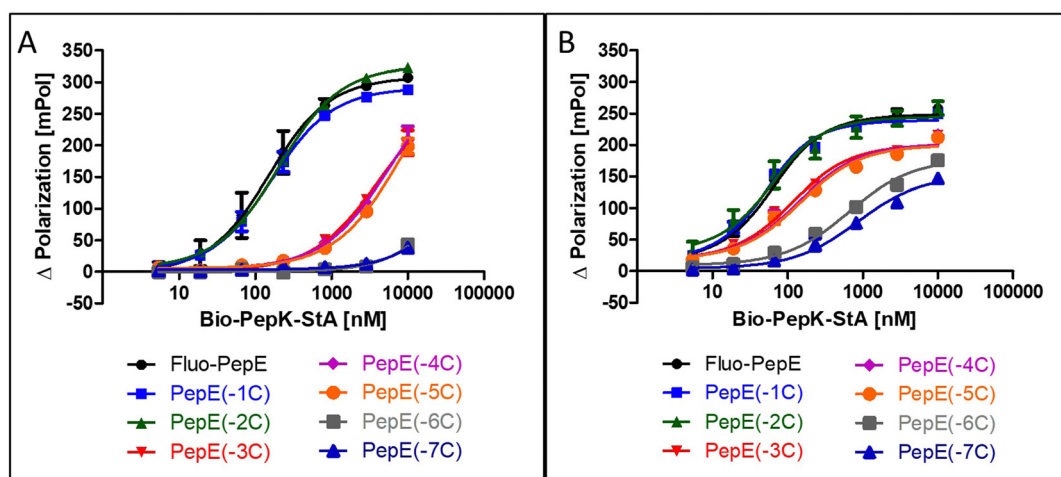 A
Δ Polarization [mPol]
350
300
250
200
150
100
50
0
-50
10 100 1000 10000 100000
Bio-PepK-StA [nM]
Fluo-PepE PepE(-4C)
PepE(-1C) PepE(-5C)
PepE(-2C) PepE(-6C)
PepE(-3C) PepE(-7C)
B
Δ Polarization [mPol]
350
300
250
200
150
100
50
0
-50
10 100 1000 10000 100000
Bio-PepK-StA [nM]
Fluo-PepE PepE(-4C)
PepE(-1C) PepE(-5C)
PepE(-2C) PepE(-6C)
PepE(-3C) PepE(-7C)